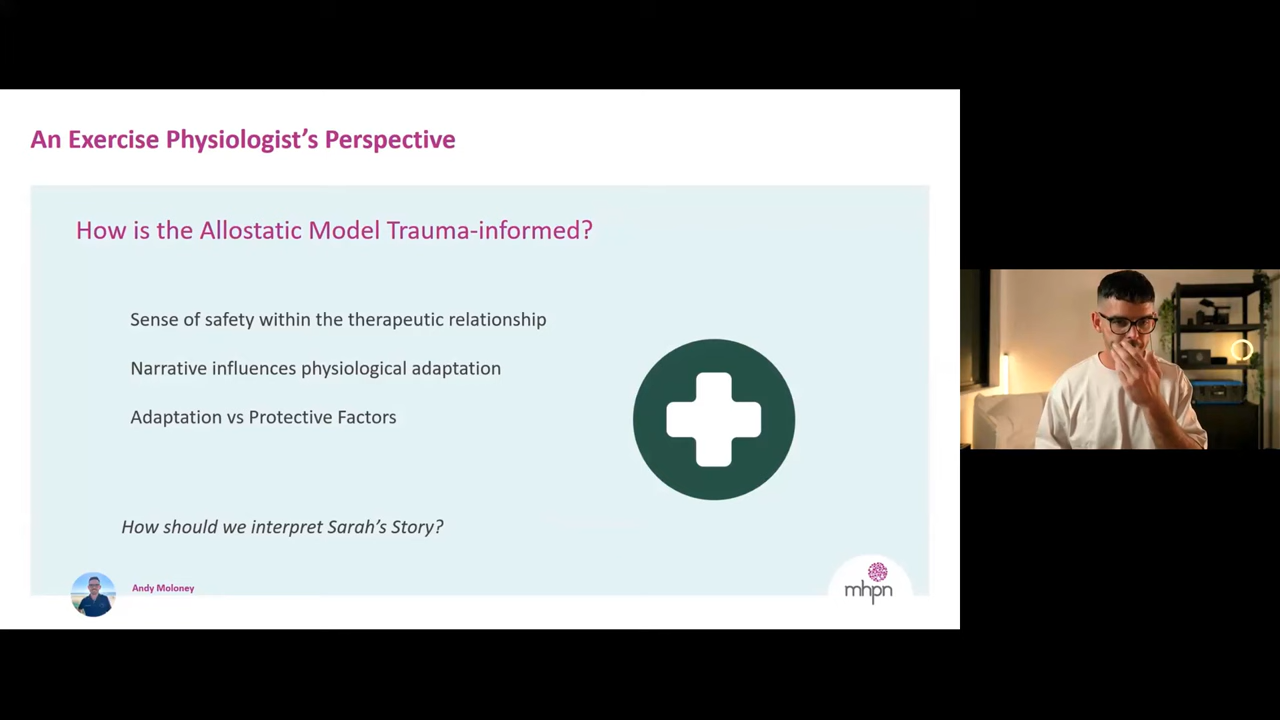 An Exercise Physiologist's Perspective
How is the Allostatic Model Trauma-informed?
Sense of safety within the therapeutic relationship
Narrative influences physiological adaptation
Adaptation vs Protective Factors
How should we interpret Sarah's Story?
Andy Moloney
mhpn